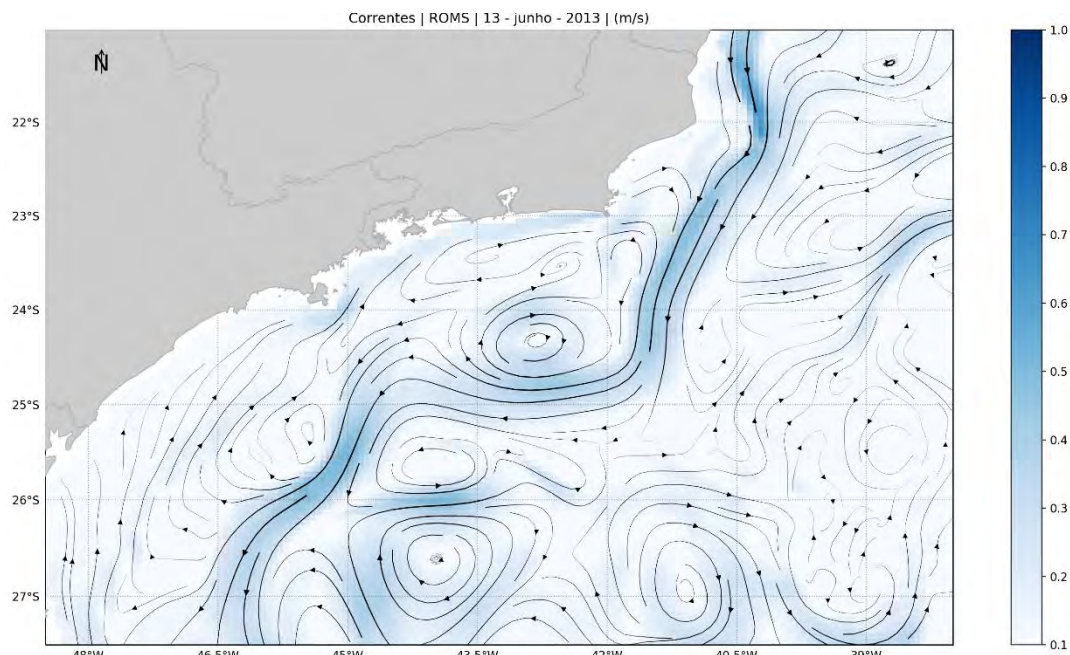 Correntes | ROMS | 13 - junho - 2013 | (m/s)
N
22°S
23°S
24°S
25°S
26°S
27°S
48°W
46.5°W
45°W
43.5°W
42°W
40.5°W
39°W
1.0
0.9
0.8
0.7
0.6
0.5
0.4
0.3
0.2
0.1